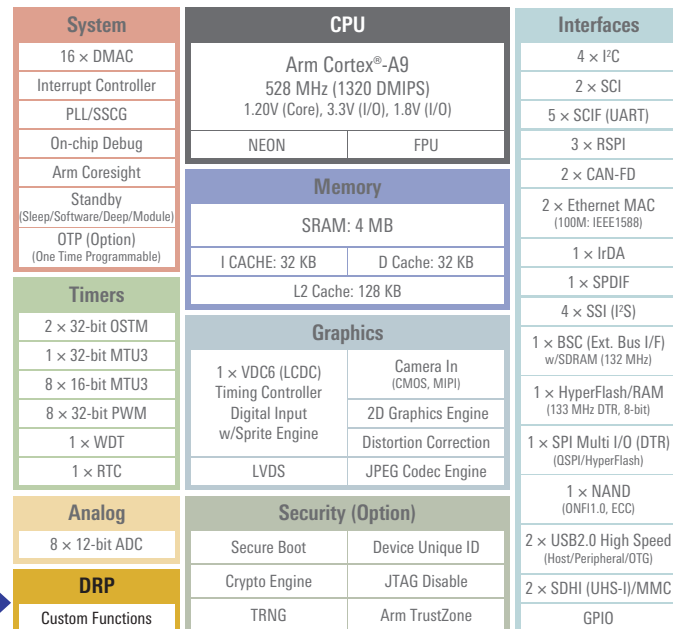 System
16 × DMAC
Interrupt Controller
PLL/SSCG
On-chip Debug
Arm Coresight
Standby
(Sleep/Software/Deep/Module)
OTP (Option)
(One Time Programmable)
Timers
2 × 32-bit OSTM
1 × 32-bit MTU3
8 × 16-bit MTU3
8 × 32-bit PWM
1 × WDT
1 × RTC
Analog
8 × 12-bit ADC
DRP
Custom Functions
CPU
Arm Cortex®-A9
528 MHz (1320 DMIPS)
1.20V (Core), 3.3V (I/O), 1.8V (I/O)
NEON
FPU
Memory
SRAM: 4 MB
I CACHE: 32 KB
D Cache: 32 KB
L2 Cache: 128 KB
Graphics
1 × VDC6 (LCDC)
Timing Controller
Digital Input
w/Sprite Engine
LVDS
Camera In
(CMOS, MIPI)
2D Graphics Engine
Distortion Correction
JPEG Codec Engine
Security (Option)
Secure Boot
Device Unique ID
Crypto Engine
JTAG Disable
TRNG
Arm TrustZone
Interfaces
4 × I²C
2 × SCI
5 × SCIF (UART)
3 × RSPI
2 × CAN-FD
2 × Ethernet MAC
(100M: IEEE1588)
1 × IrDA
1 × SPDIF
4 × SSI (I²S)
1 × BSC (Ext. Bus I/F)
w/SDRAM (132 MHz)
1 × HyperFlash/RAM
(133 MHz DTR, 8-bit)
1 × SPI Multi I/O (DTR)
(QSPI/HyperFlash)
1 × NAND
(ONFI1.0, ECC)
2 × USB2.0 High Speed
(Host/Peripheral/OTG)
2 × SDHI (UHS-I)/MMC
GPIO